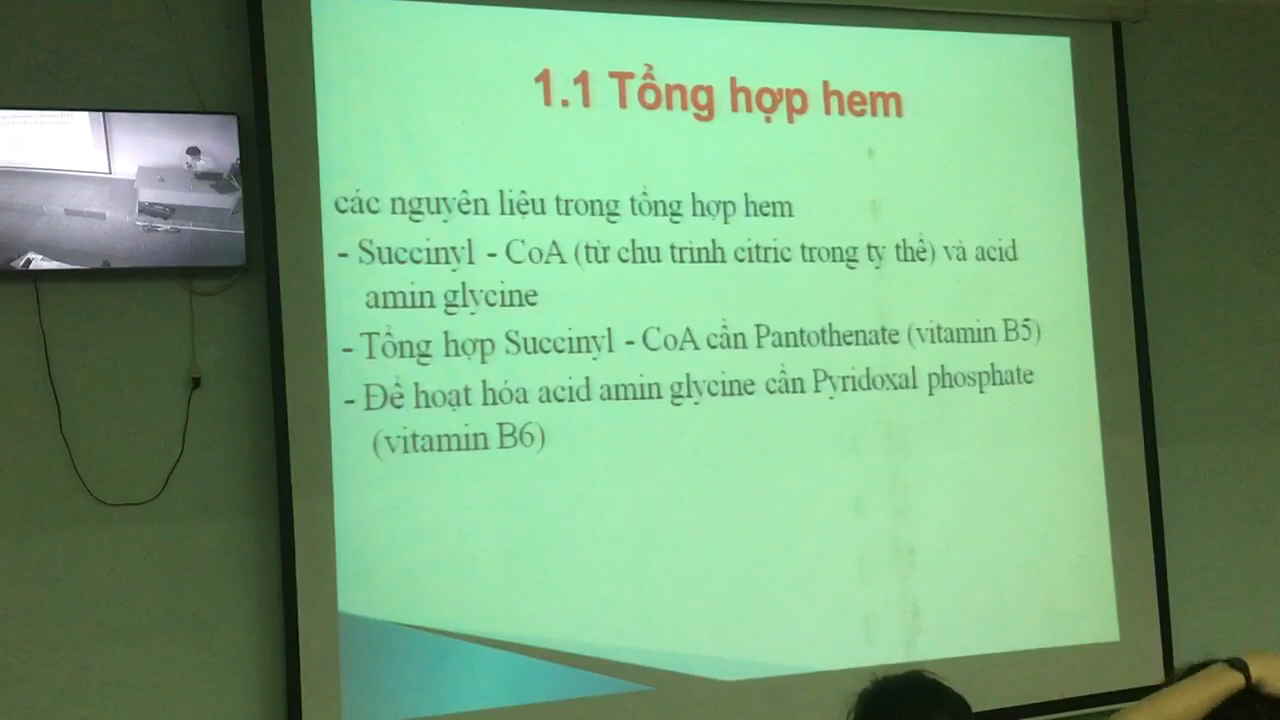 1.1 Tổng hợp hem
các nguyên liệu trong tổng hợp hem
- Succinyl - CoA (từ chu trình citric trong ty thể) và acid
amin glycine
- Tổng hợp Succinyl - CoA cần Pantothenate (vitamin B5)
- Để hoạt hóa acid amin glycine cần Pyridoxal phosphate
(vitamin B6)